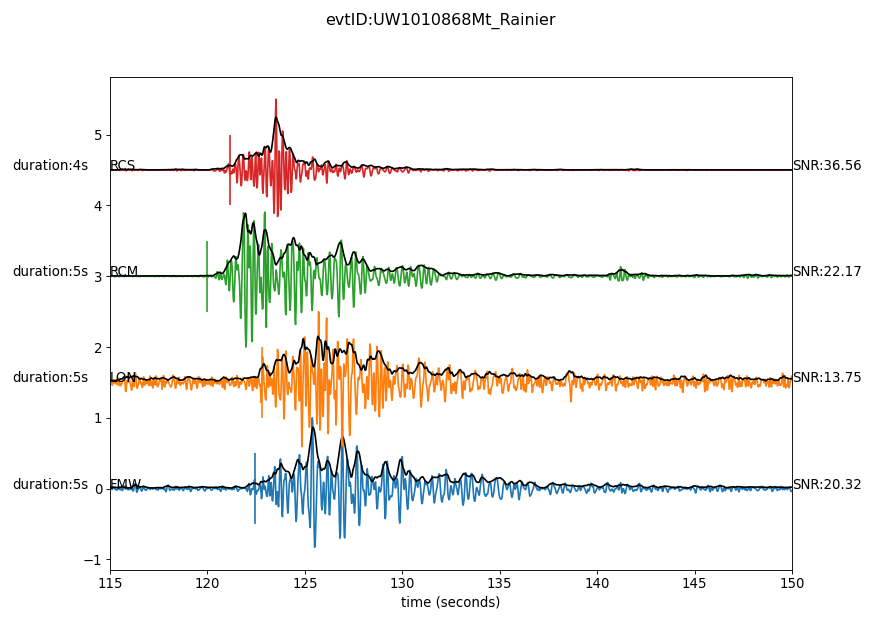 evtID:UW1010868Mt_Rainier
duration:4s RCS SNR:36.56
duration:5s RCM SNR:22.17
duration:5s LON SNR:13.75
duration:5s FMW SNR:20.32
5
4
3
2
1
0
−1
115 120 125 130 135 140 145 150
time (seconds)